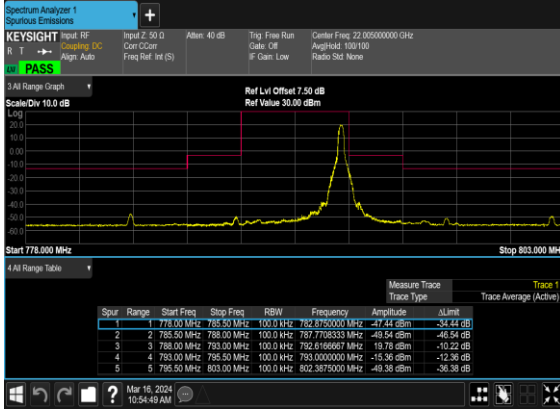 Spectrum Analyzer 1
Spurious Emissions
+
KEYSIGHT Input: RF Input Z: 50 Ω Atten: 40 dB Trig: Free Run Center Freq: 22.005000000 GHz
R T Coupling: DC Corr CCorr Gate: Off Avg|Hold: 100/100
Align: Auto Freq Ref: Int (S) IF Gain: Low Radio Std: None
PASS
3 All Range Graph
Ref Lvl Offset 7.50 dB
Scale/Div 10.0 dB Ref Value 30.00 dBm
Log
20.0
10.0
0.00
-10.0
-20.0
-30.0
-40.0
-50.0
-60.0
Start 778.000 MHz Stop 803.000 MH
4 All Range Table
Measure Trace Trace 1
Trace Type Trace Average (Active)
Spur Range Start Freq Stop Freq RBW Frequency Amplitude ΔLimit
1 1 778.00 MHz 785.50 MHz 100.0 kHz 782.8750000 MHz -47.44 dBm -34.44 dB
2 2 785.50 MHz 788.00 MHz 100.0 kHz 787.7708333 MHz -49.54 dBm -46.54 dB
3 3 788.00 MHz 793.00 MHz 100.0 kHz 792.6166667 MHz 19.78 dBm -10.22 dB
4 4 793.00 MHz 795.50 MHz 100.0 kHz 793.0000000 MHz -15.36 dBm -12.36 dB
5 5 795.50 MHz 803.00 MHz 100.0 kHz 802.3875000 MHz -49.38 dBm -36.38 dB
? Mar 16, 2024
10:54:49 AM